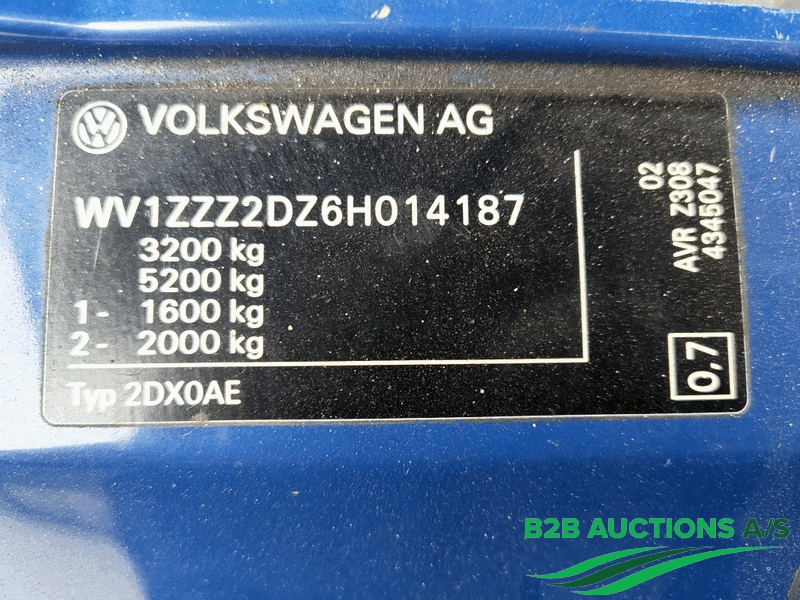 VOLKSWAGEN AG
WV1ZZZ2DZ6H014187
3200 kg
5200 kg
1- 1600 kg
2- 2000 kg
Typ 2DX0AE
02
AVR Z308
4345047
0,7
B2B AUCTIONS A/S